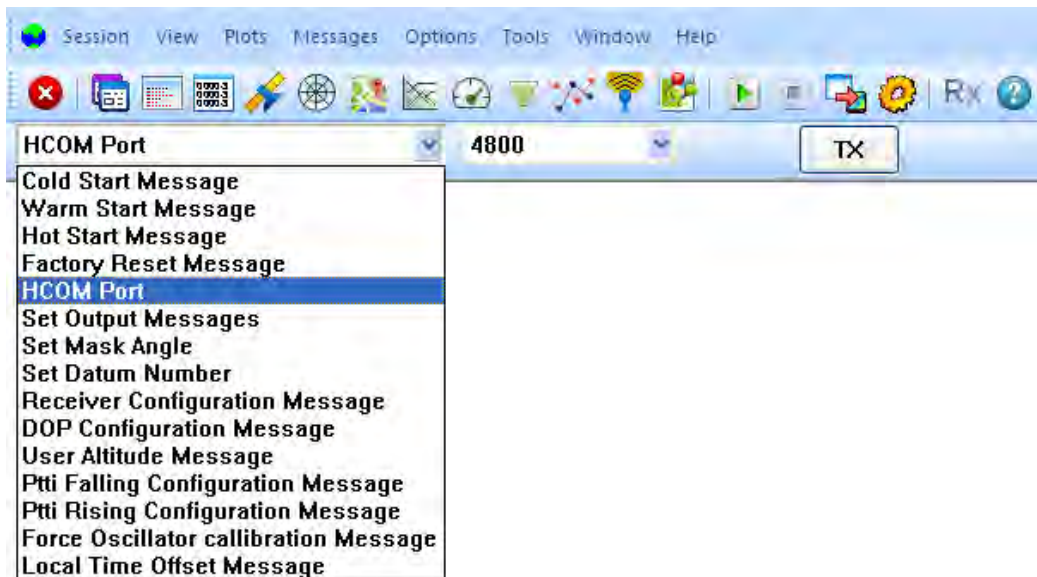 Session View Plots Messages Options Tools Window Help
Rx ?
HCOM Port 4800 TX
Cold Start Message
Warm Start Message
Hot Start Message
Factory Reset Message
HCOM Port
Set Output Messages
Set Mask Angle
Set Datum Number
Receiver Configuration Message
DOP Configuration Message
User Altitude Message
Ptti Falling Configuration Message
Ptti Rising Configuration Message
Force Oscillator callibration Message
Local Time Offset Message